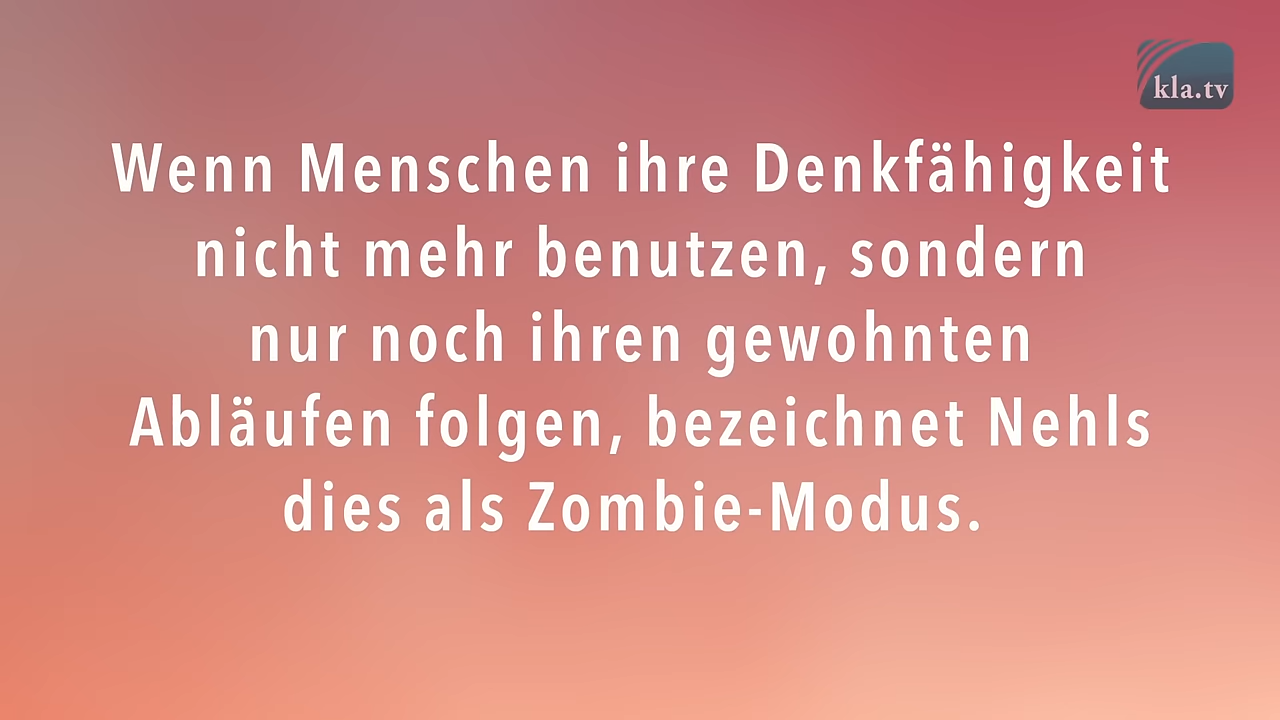 kla.tv
Wenn Menschen ihre Denkfähigkeit
nicht mehr benutzen, sondern
nur noch ihren gewohnten
Abläufen folgen, bezeichnet Nehls
dies als Zombie-Modus.